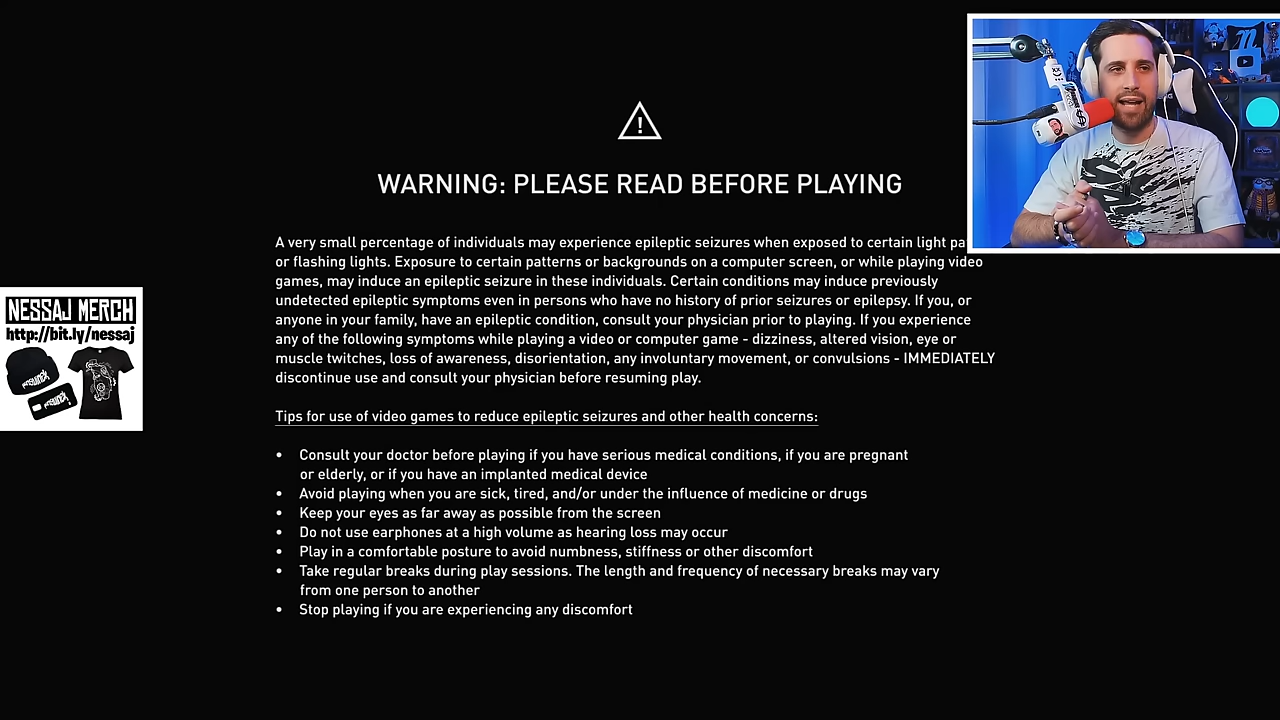 WARNING: PLEASE READ BEFORE PLAYING
A very small percentage of individuals may experience epileptic seizures when exposed to certain light
or flashing lights. Exposure to certain patterns or backgrounds on a computer screen, or while playing video
games, may induce an epileptic seizure in these individuals. Certain conditions may induce previously
undetected epileptic symptoms even in persons who have no history of prior seizures or epilepsy. If you, or
anyone in your family, have an epileptic condition, consult your physician prior to playing. If you experience
any of the following symptoms while playing a video or computer game - dizziness, altered vision, eye or
muscle twitches, loss of awareness, disorientation, any involuntary movement, or convulsions - IMMEDIATELY
discontinue use and consult your physician before resuming play.
Tips for use of video games to reduce epileptic seizures and other health concerns:
• Consult your doctor before playing if you have serious medical conditions, if you are pregnant
or elderly, or if you have an implanted medical device
• Avoid playing when you are sick, tired, and/or under the influence of medicine or drugs
• Keep your eyes as far away as possible from the screen
• Do not use earphones at a high volume as hearing loss may occur
• Play in a comfortable posture to avoid numbness, stiffness or other discomfort
• Take regular breaks during play sessions. The length and frequency of necessary breaks may vary
from one person to another
• Stop playing if you are experiencing any discomfort
NESSAJ MERCH
http://bit.ly/nessaj